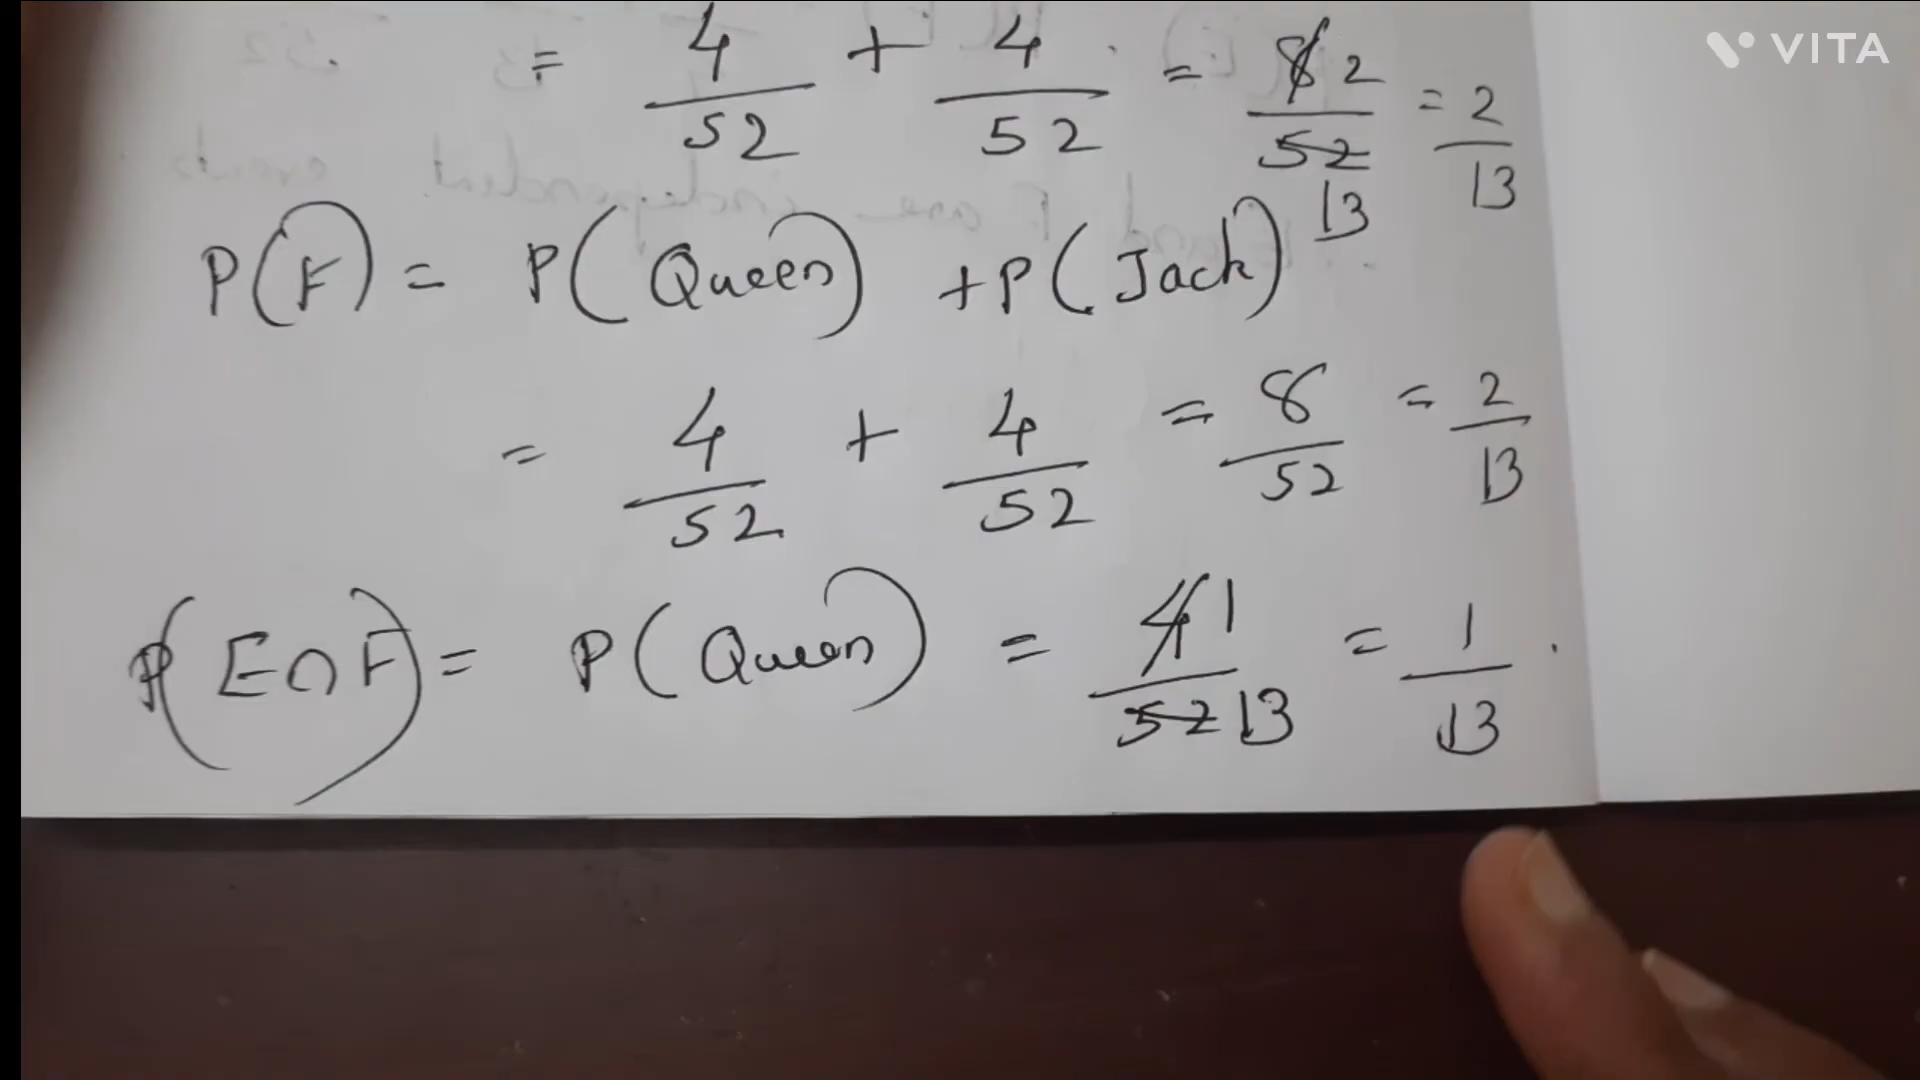 VITA
= 4/52 + 4/52 = 8 2/52 13 = 2/13
P(F) = P(Queen) + P(Jack)
= 4/52 + 4/52 = 8/52 = 2/13
P(E∩F) = P(Queen) = 4 1/52 13 = 1/13.